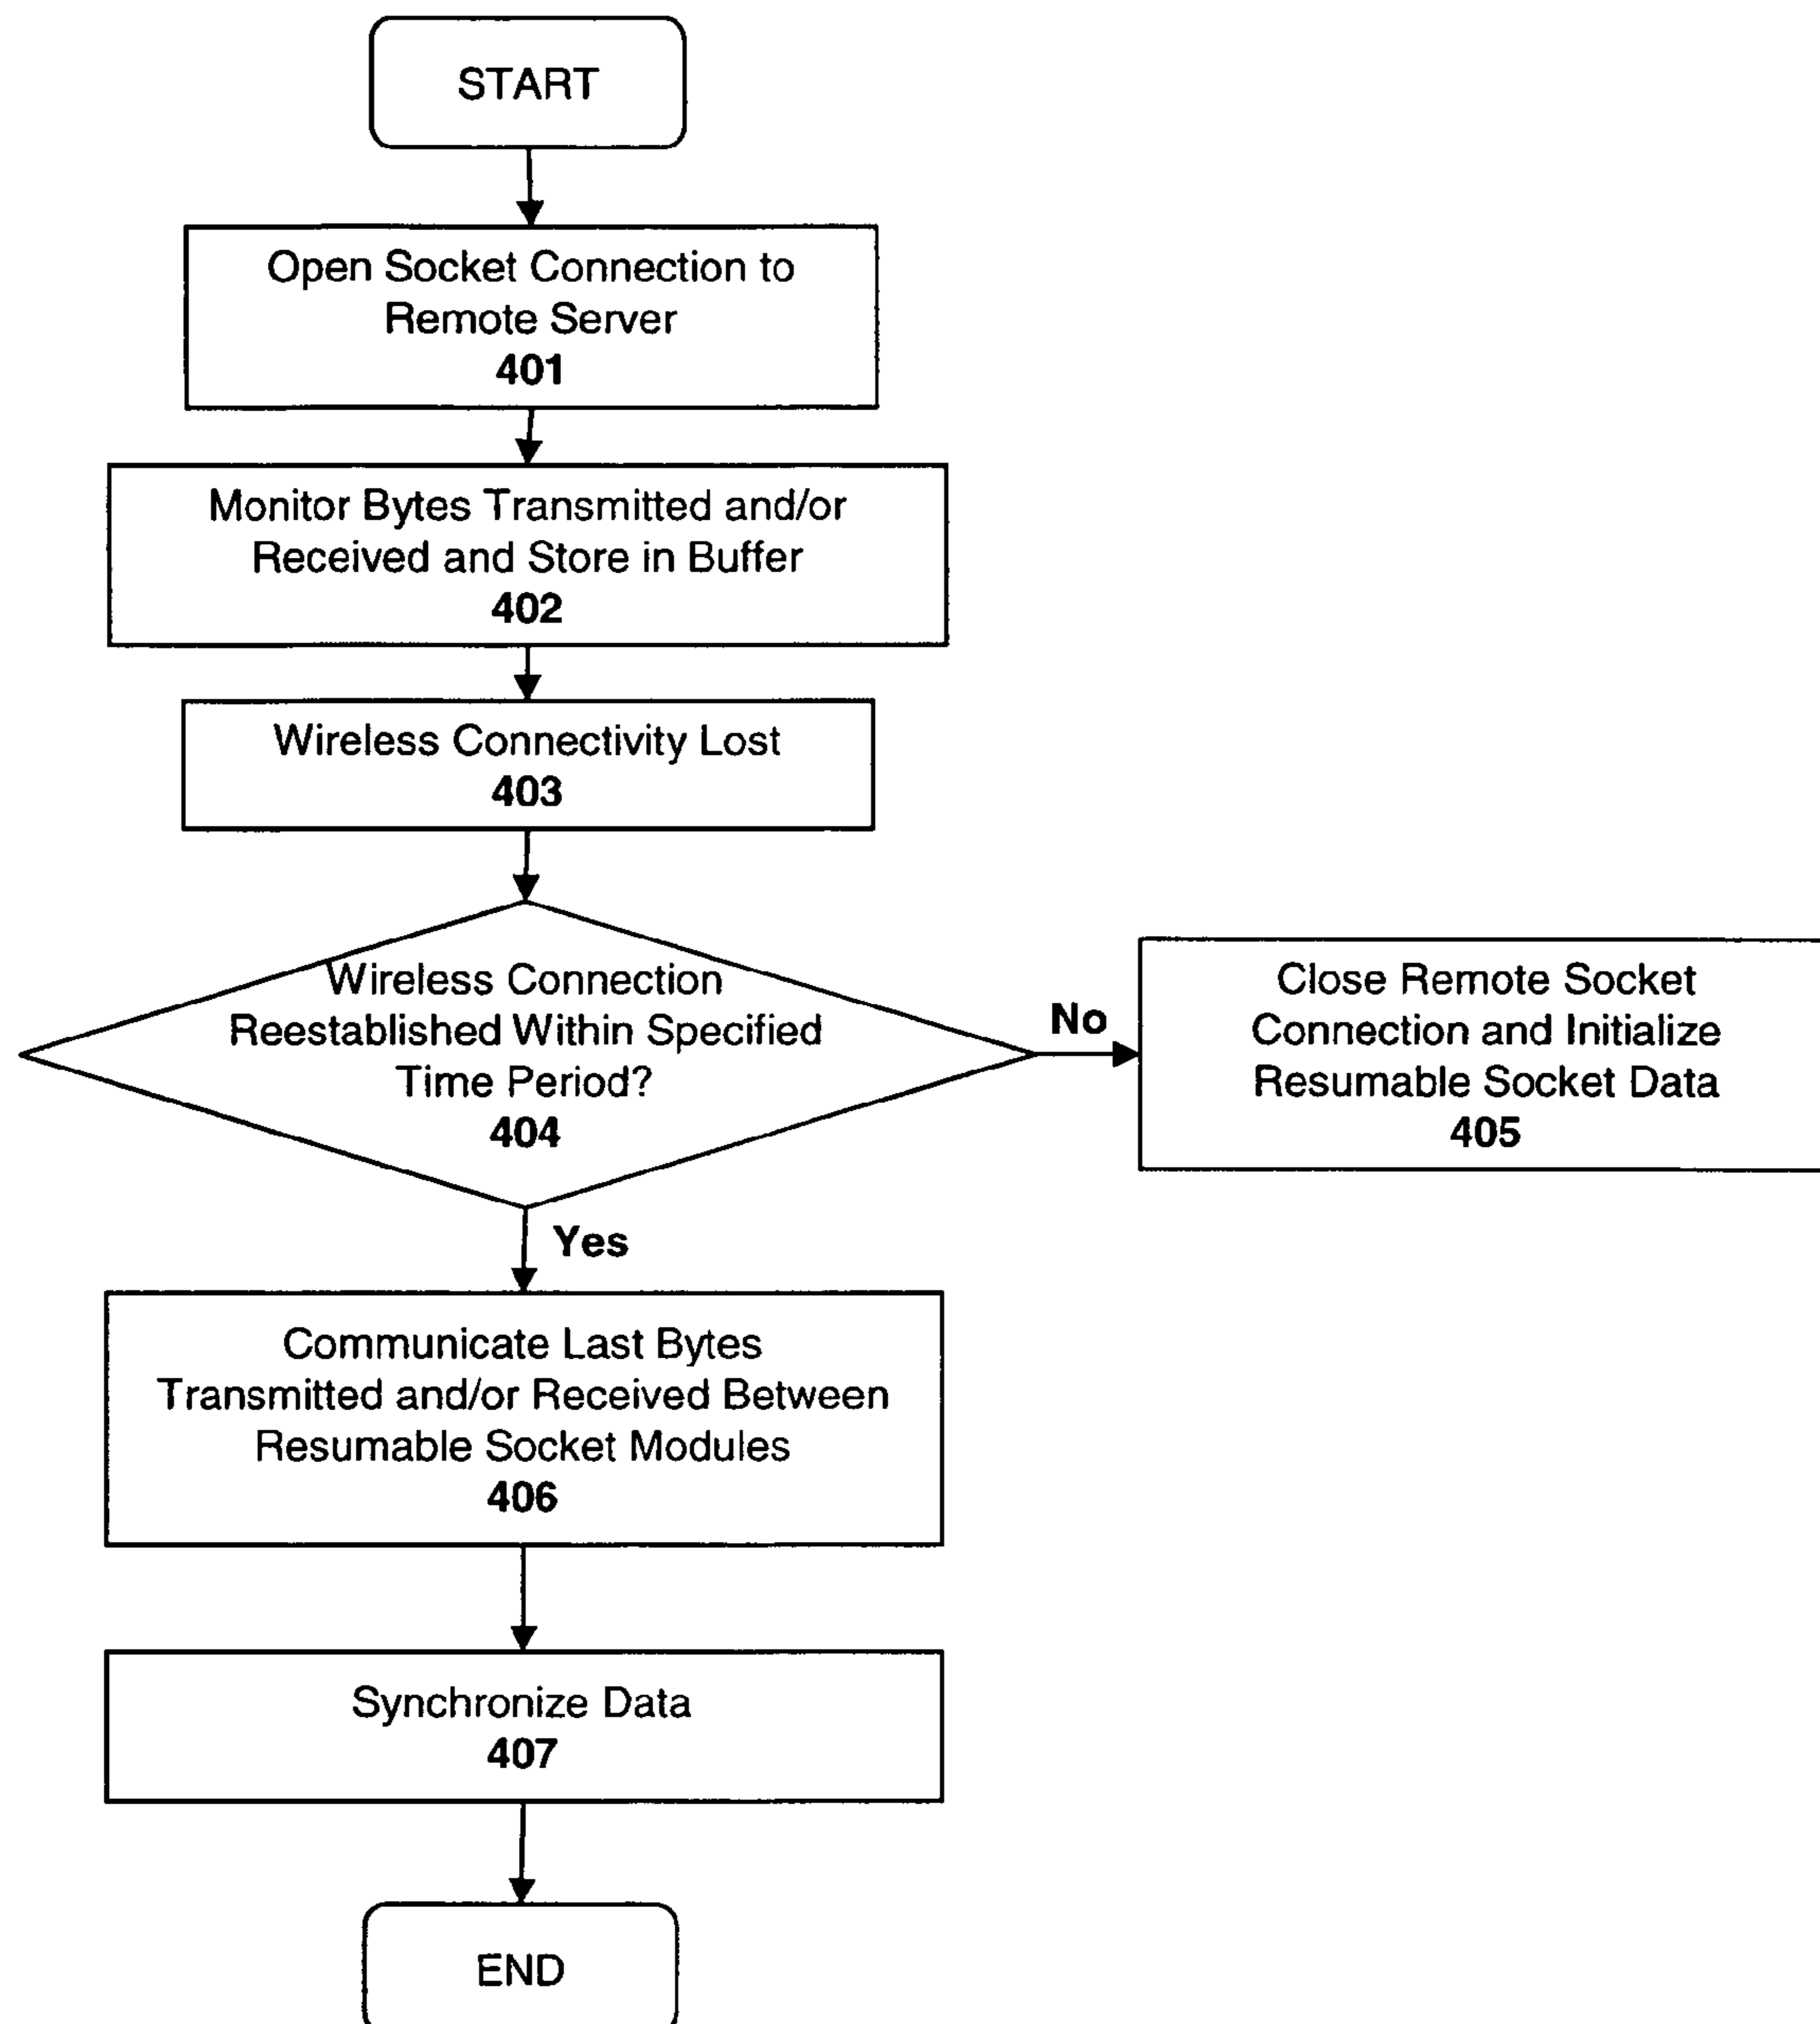 START
Open Socket Connection to
Remote Server
401
Monitor Bytes Transmitted and/or
Received and Store in Buffer
402
Wireless Connectivity Lost
403
Wireless Connection
Reestablished Within Specified
Time Period?
404
No
Close Remote Socket
Connection and Initialize
Resumable Socket Data
405
Yes
Communicate Last Bytes
Transmitted and/or Received Between
Resumable Socket Modules
406
Synchronize Data
407
END